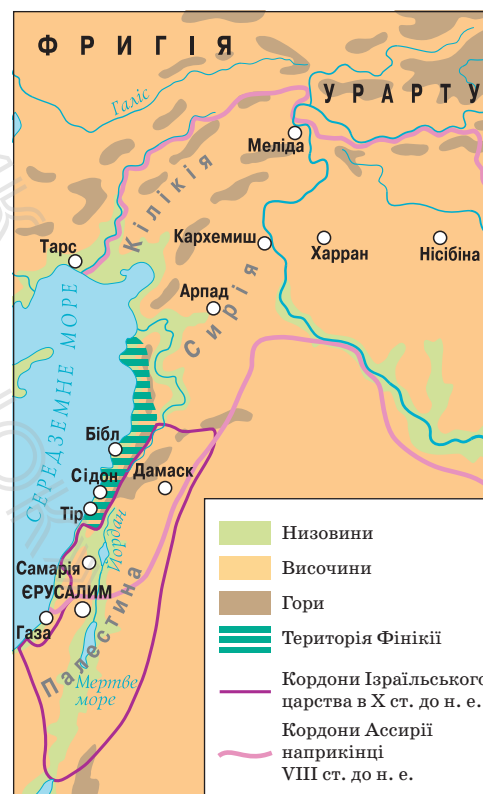 ФРИГІЯ
УРАРТУ
Галіс
Меліда
Кілікія
Тарс
Кархемиш
Харран
Нісібіна
Арпад
Сирія
СЕРЕДЗЕМНЕ МОРЕ
Бібл
Сідон
Дамаск
Тір
Йордан
Самарія
ЄРУСАЛИМ
Газа
Палестина
Мертве
море
Низовини
Височини
Гори
Територія Фінікії
Кордони Ізраїльського
царства в X ст. до н. е.
Кордони Ассирії
наприкінці
VIII ст. до н. е.